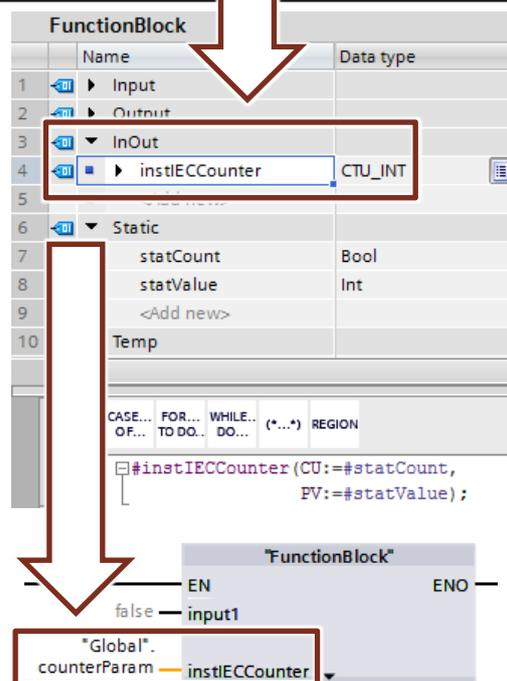 FunctionBlock
Name Data type
1 Input
2 Output
3 InOut
4 instIECCounter CTU_INT
5 <Add new>
6 Static
7 statCount Bool
8 statValue Int
9 <Add new>
10 Temp
CASE... FOR... WHILE.. (*...*) REGION
OF... TO DO.. DO...
#instIECCounter(CU:=#statCount,
PV:=#statValue);
"FunctionBlock"
EN ENO
false input1
"Global".
counterParam instIECCounter